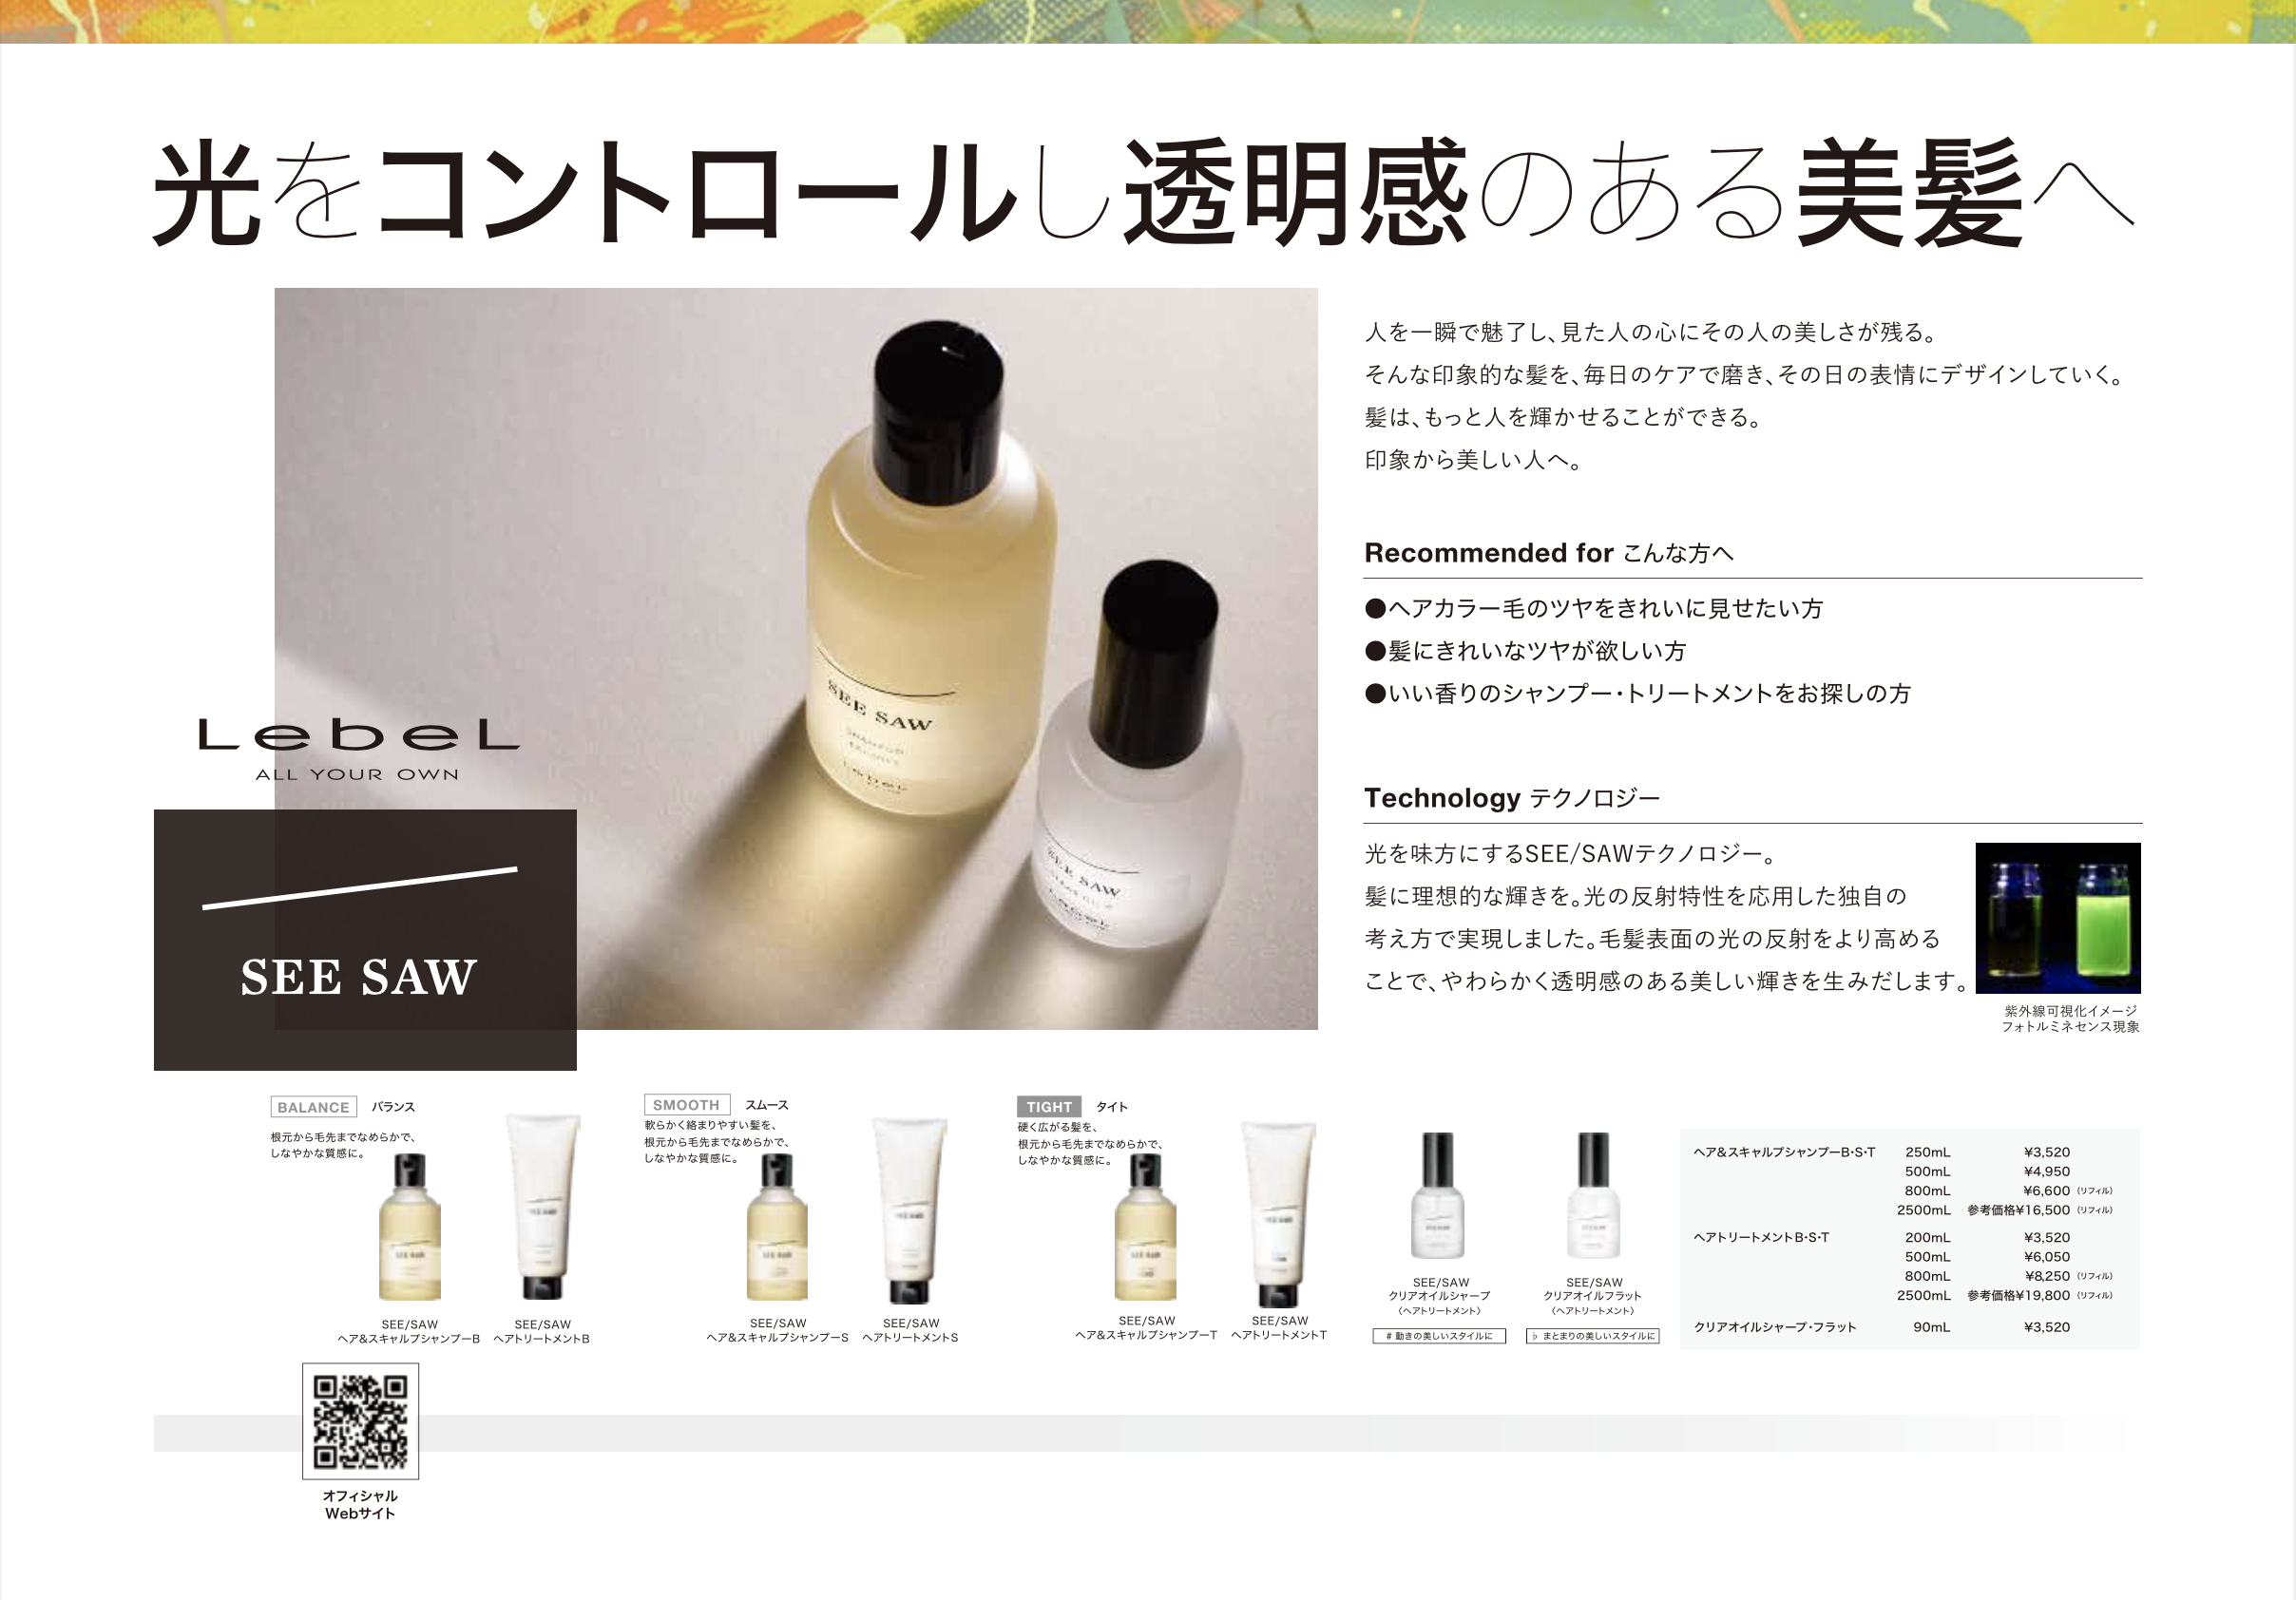 光をコントロールし透明感のある美髪へ
人を一瞬で魅了し、見た人の心にその人の美しさが残る。
そんな印象的な髪を、毎日のケアで磨き、その日の表情にデザインしていく。
髪は、もっと人を輝かせることができる。
印象から美しい人へ。
Recommended for こんな方へ
●ヘアカラー毛のツヤをきれいに見せたい方
●髪にきれいなツヤが欲しい方
●いい香りのシャンプー・トリートメントをお探しの方
Technology テクノロジー
光を味方にするSEE/SAWテクノロジー。
髪に理想的な輝きを。光の反射特性を応用した独自の
考え方で実現しました。毛髪表面の光の反射をより高める
ことで、やわらかく透明感のある美しい輝きを生みだします。
紫外線可視化イメージ
フォトルミネセンス現象
SEE SAW
SEE SAW
LebeL
ALL YOUR OWN
SEE SAW
BALANCE バランス
根元から毛先までなめらかで、
しなやかな質感に。
SEE/SAW
ヘア&スキャルプシャンプーB
SEE/SAW
ヘアトリートメントB
SMOOTH スムース
軟らかく絡まりやすい髪を、
根元から毛先までなめらかで、
しなやかな質感に。
SEE/SAW
ヘア&スキャルプシャンプーS
SEE/SAW
ヘアトリートメントS
TIGHT タイト
硬く広がる髪を、
根元から毛先までなめらかで、
しなやかな質感に。
SEE/SAW
ヘア&スキャルプシャンプーT
SEE/SAW
ヘアトリートメントT
SEE/SAW
クリアオイルシャープ
〈ヘアトリートメント〉
# 動きの美しいスタイルに
SEE/SAW
クリアオイルフラット
〈ヘアトリートメント〉
♭ まとまりの美しいスタイルに
ヘア&スキャルプシャンプーB・S・T 250mL ¥3,520
500mL ¥4,950
800mL ¥6,600 (リフィル)
2500mL 参考価格¥16,500 (リフィル)
ヘアトリートメントB・S・T 200mL ¥3,520
500mL ¥6,050
800mL ¥8,250 (リフィル)
2500mL 参考価格¥19,800 (リフィル)
クリアオイルシャープ・フラット 90mL ¥3,520
オフィシャル
Webサイト